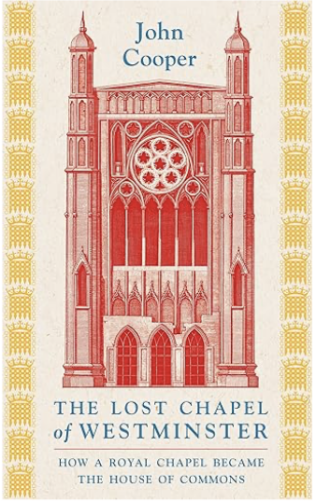 John
Cooper
THE LOST CHAPEL
of WESTMINSTER
HOW A ROYAL CHAPEL BECAME
THE HOUSE OF COMMONS